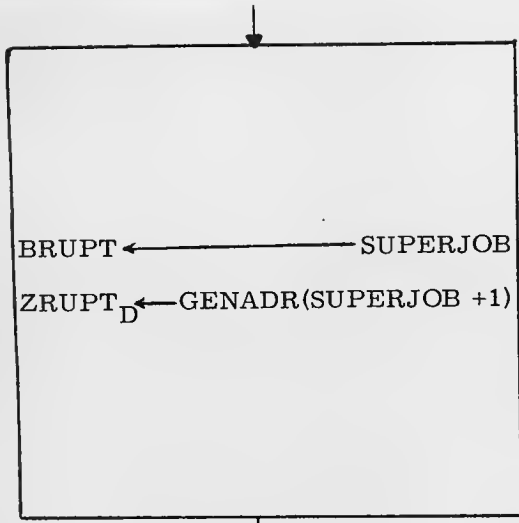 BRUPT ← SUPERJOB
ZRUPT_D ← GENADR(SUPERJOB +1)